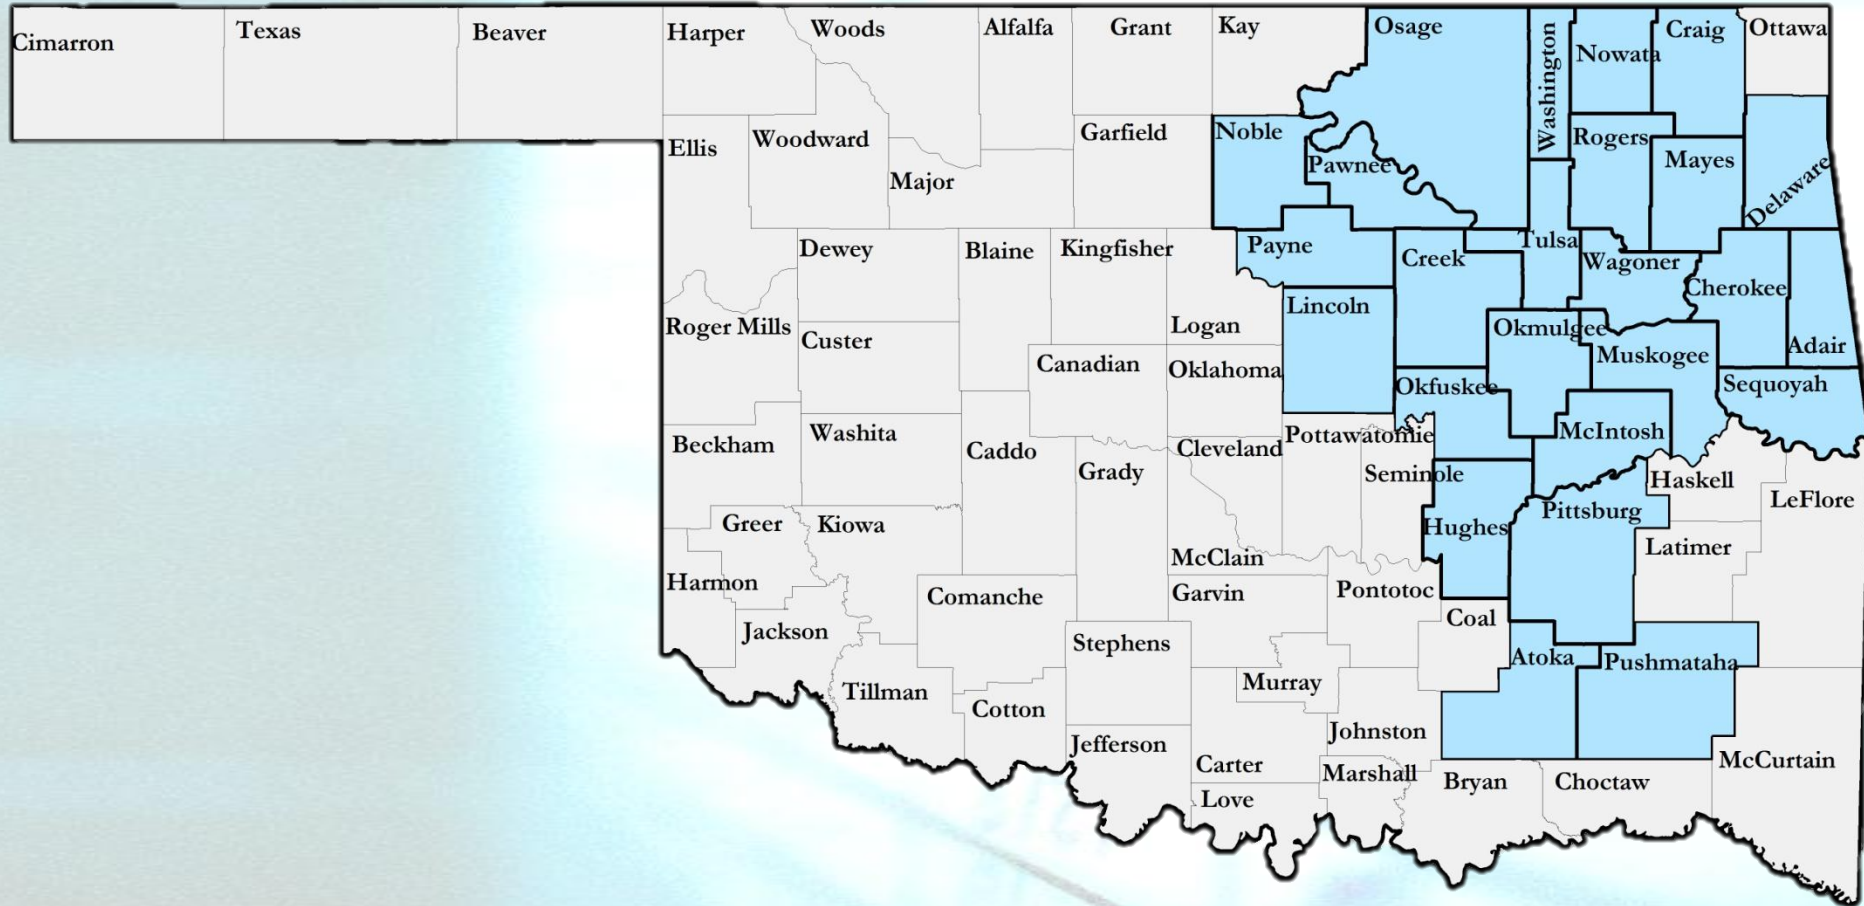 Cimarron
Texas
Beaver
Harper
Woods
Alfalfa
Grant
Kay
Osage
Washington
Nowata
Craig
Ottawa
Ellis
Woodward
Major
Garfield
Noble
Pawnee
Rogers
Mayes
Delaware
Dewey
Blaine
Kingfisher
Logan
Payne
Creek
Tulsa
Wagoner
Cherokee
Adair
Roger Mills
Custer
Canadian
Oklahoma
Lincoln
Okmulgee
Muskogee
Sequoyah
Okfuskee
McIntosh
Beckham
Washita
Caddo
Grady
Cleveland
Pottawatomie
Seminole
Hughes
Pittsburg
Haskell
LeFlore
Greer
Kiowa
McClain
Latimer
Harmon
Jackson
Comanche
Garvin
Pontotoc
Coal
Stephens
Atoka
Pushmataha
Tillman
Cotton
Murray
Johnston
Jefferson
Carter
Marshall
Bryan
Choctaw
McCurtain
Love